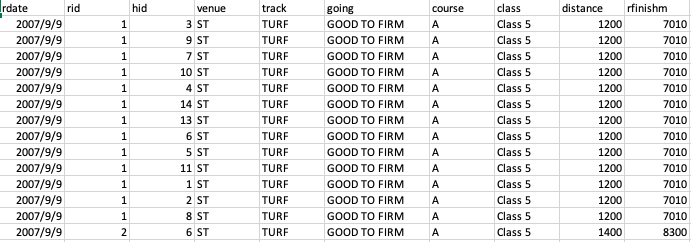 rdate rid hid venue track going course class distance rfinishm
2007/9/9 1 3 ST TURF GOOD TO FIRM A Class 5 1200 7010
2007/9/9 1 9 ST TURF GOOD TO FIRM A Class 5 1200 7010
2007/9/9 1 7 ST TURF GOOD TO FIRM A Class 5 1200 7010
2007/9/9 1 10 ST TURF GOOD TO FIRM A Class 5 1200 7010
2007/9/9 1 4 ST TURF GOOD TO FIRM A Class 5 1200 7010
2007/9/9 1 14 ST TURF GOOD TO FIRM A Class 5 1200 7010
2007/9/9 1 13 ST TURF GOOD TO FIRM A Class 5 1200 7010
2007/9/9 1 6 ST TURF GOOD TO FIRM A Class 5 1200 7010
2007/9/9 1 5 ST TURF GOOD TO FIRM A Class 5 1200 7010
2007/9/9 1 11 ST TURF GOOD TO FIRM A Class 5 1200 7010
2007/9/9 1 1 ST TURF GOOD TO FIRM A Class 5 1200 7010
2007/9/9 1 2 ST TURF GOOD TO FIRM A Class 5 1200 7010
2007/9/9 1 8 ST TURF GOOD TO FIRM A Class 5 1200 7010
2007/9/9 2 6 ST TURF GOOD TO FIRM A Class 5 1400 8300